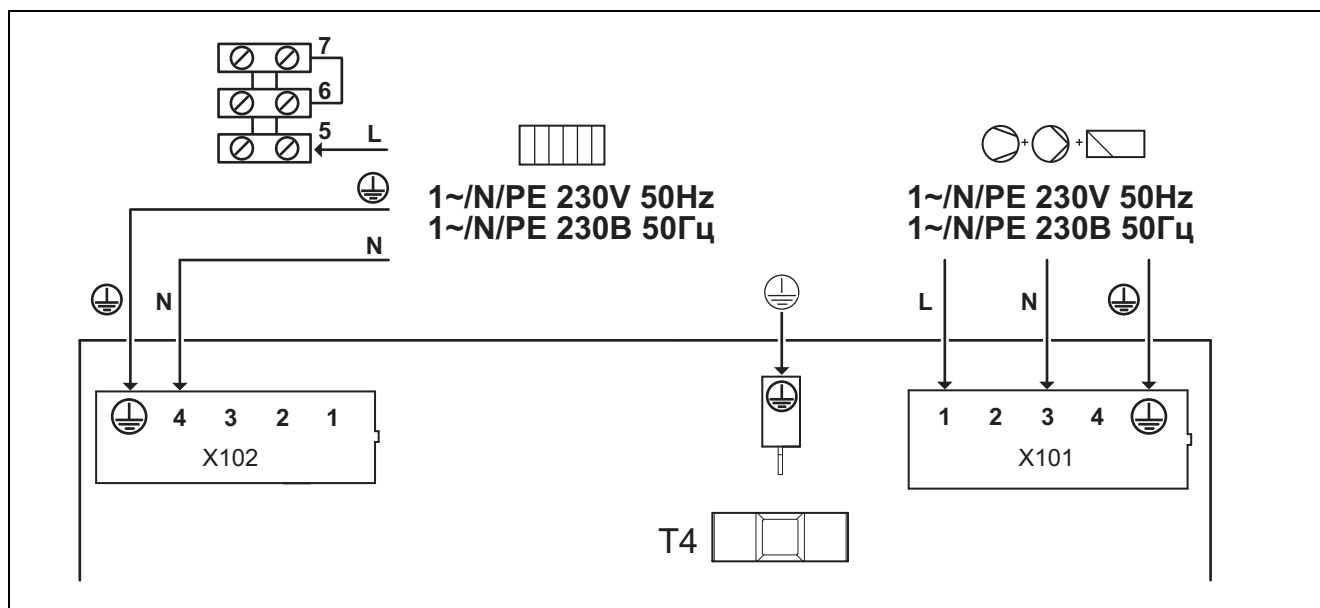 7
6
5 L
1~/N/PE 230V 50Hz
1~/N/PE 230В 50Гц
1~/N/PE 230V 50Hz
1~/N/PE 230В 50Гц
N
N
L N
4 3 2 1
X102
1 2 3 4
X101
T4